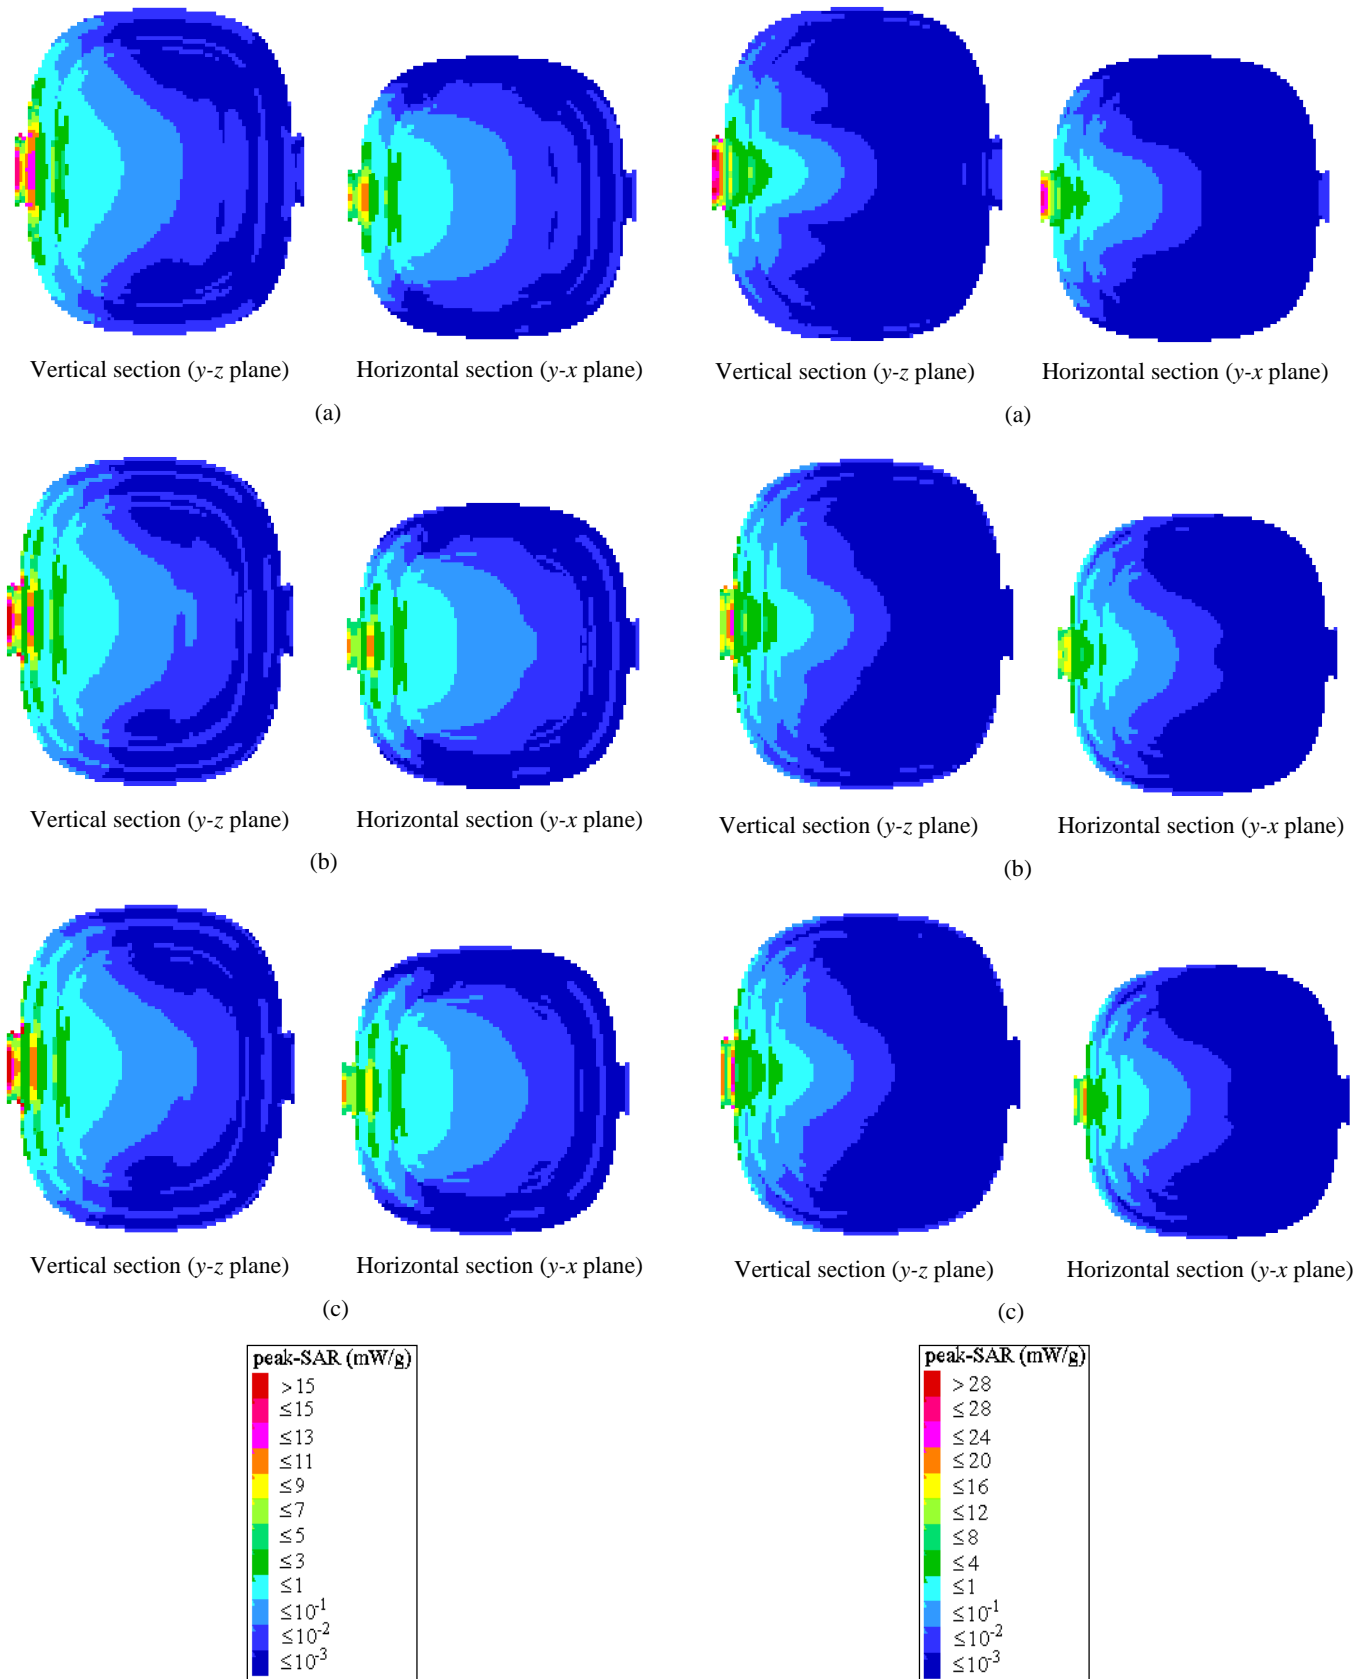 Vertical section (y-z plane)
Horizontal section (y-x plane)
(a)
Vertical section (y-z plane)
Horizontal section (y-x plane)
(b)
Vertical section (y-z plane)
Horizontal section (y-x plane)
(c)
peak-SAR (mW/g)
>15
≤15
≤13
≤11
≤9
≤7
≤5
≤3
≤1
≤10⁻¹
≤10⁻²
≤10⁻³
Vertical section (y-z plane)
Horizontal section (y-x plane)
(a)
Vertical section (y-z plane)
Horizontal section (y-x plane)
(b)
Vertical section (y-z plane)
Horizontal section (y-x plane)
(c)
peak-SAR (mW/g)
>28
≤28
≤24
≤20
≤16
≤12
≤8
≤4
≤1
≤10⁻¹
≤10⁻²
≤10⁻³